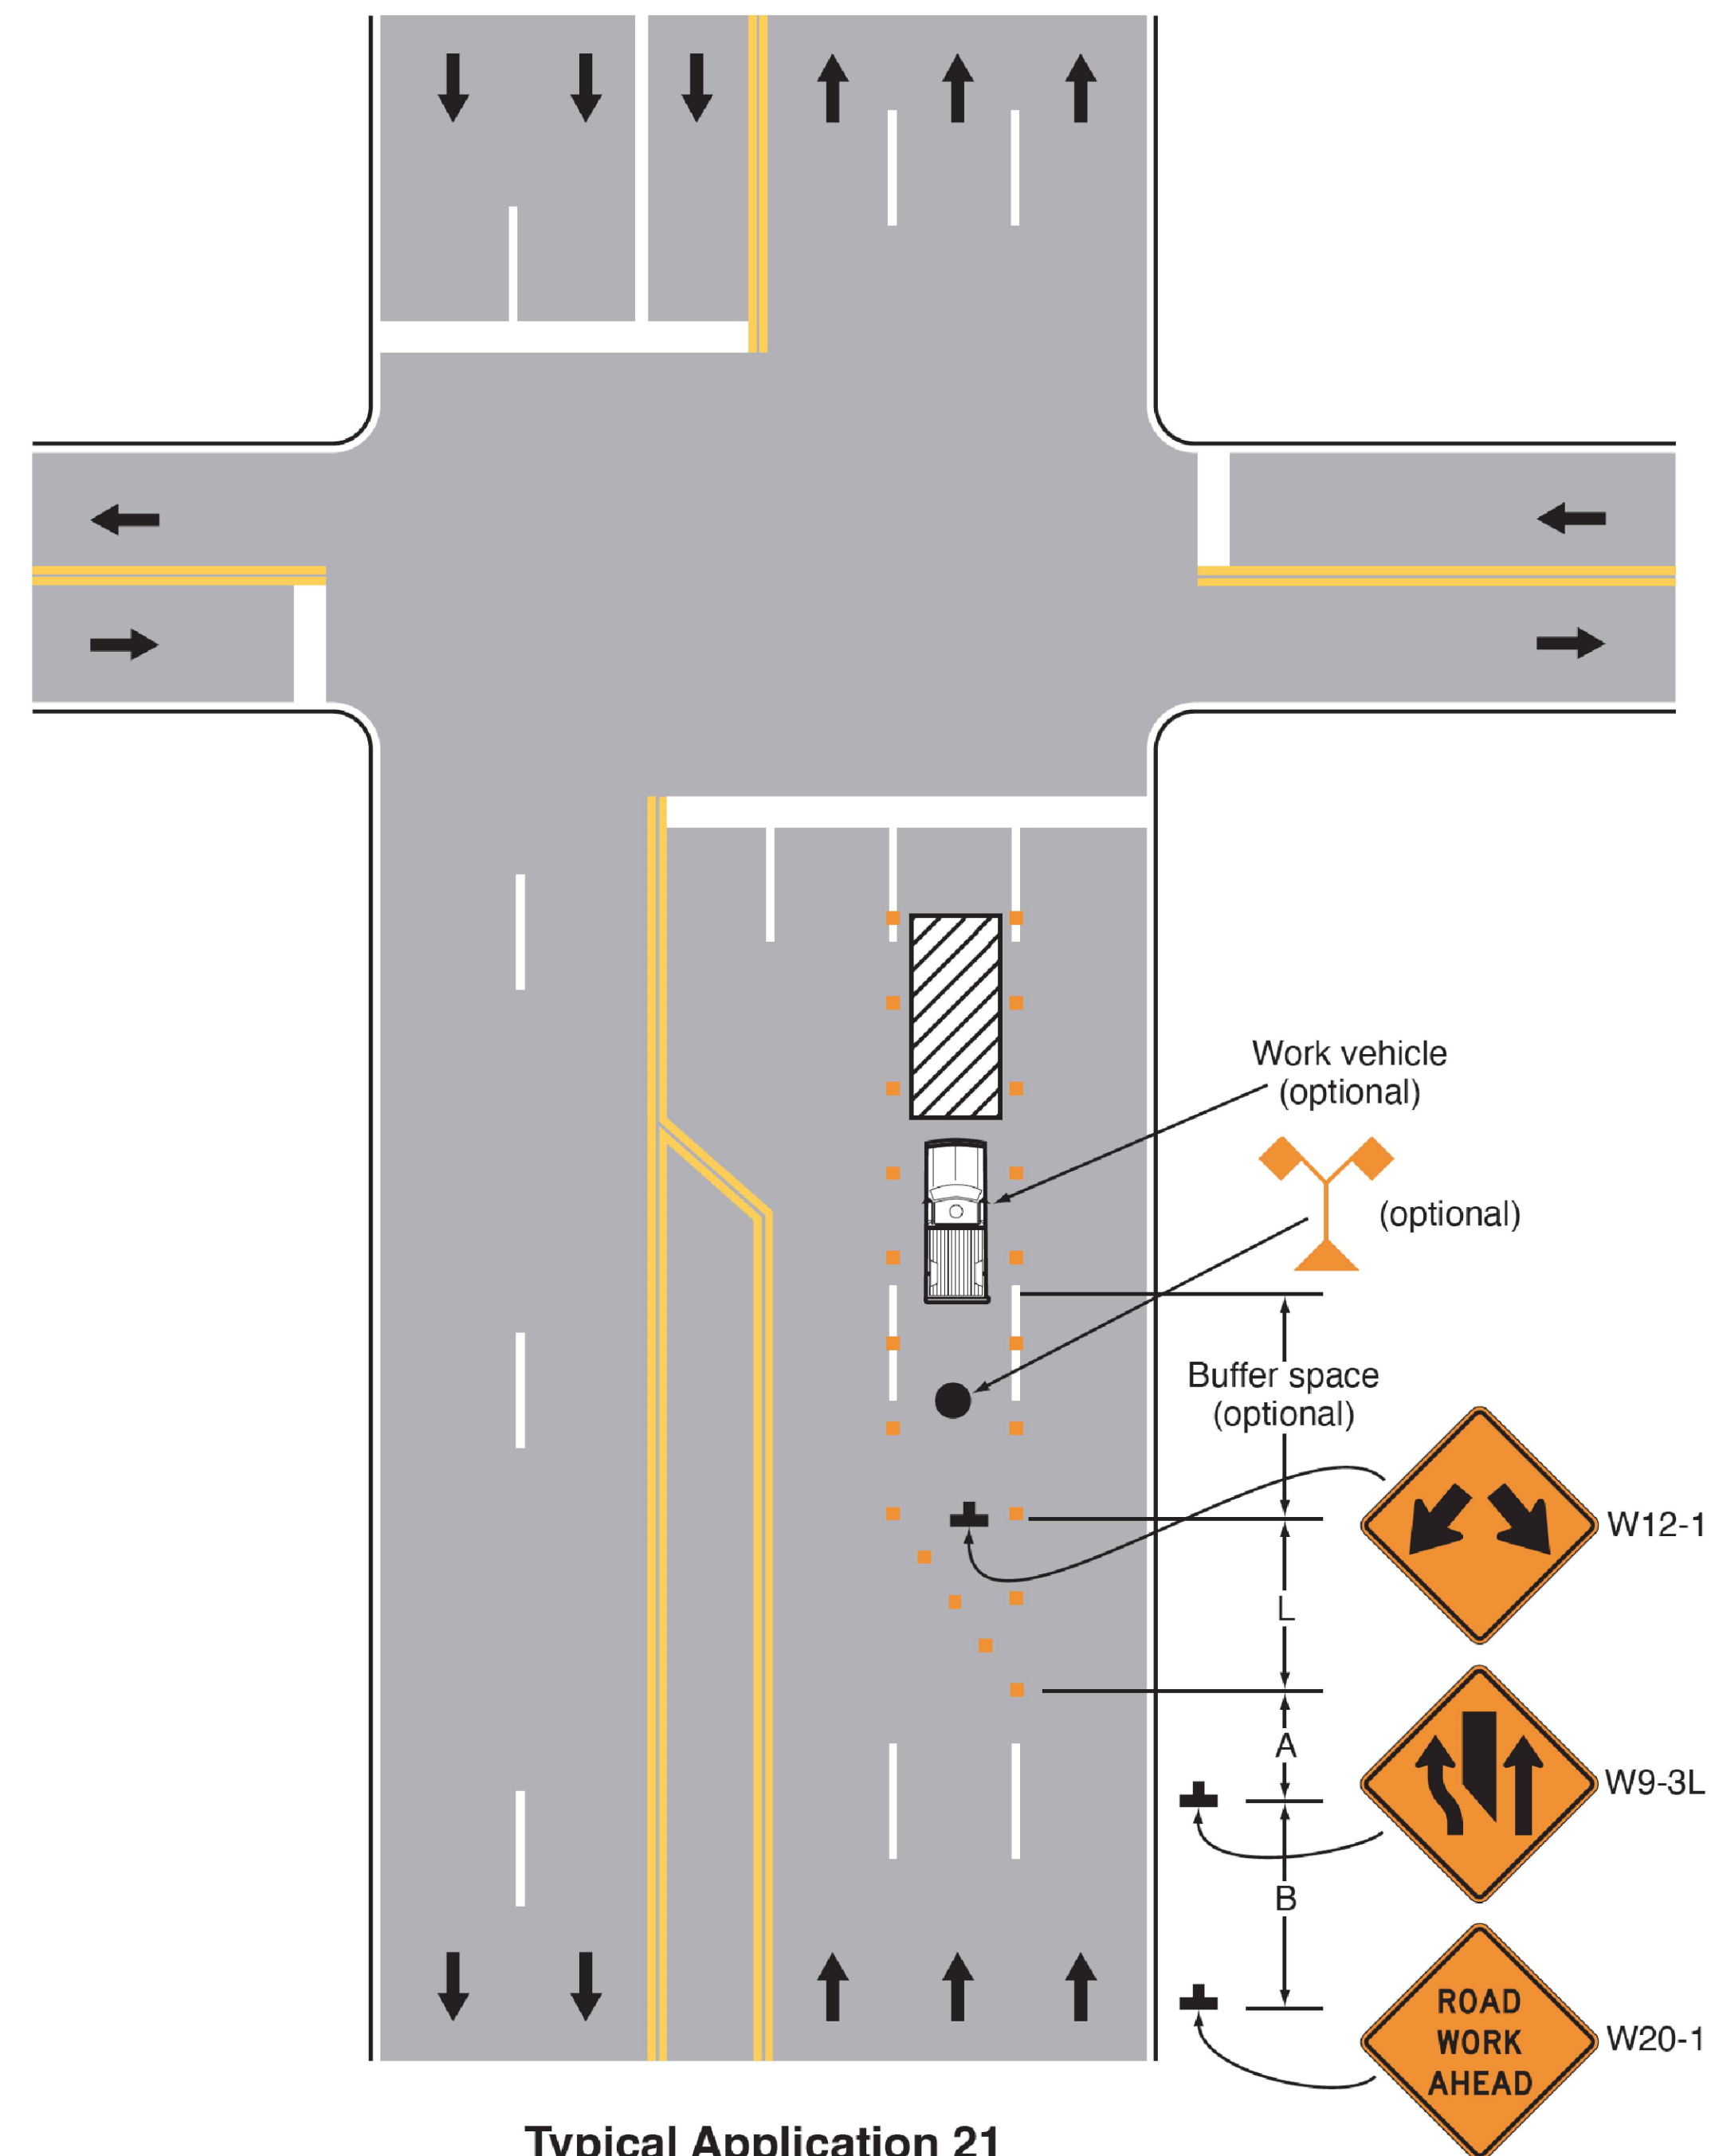 Work vehicle
(optional)
(optional)
Buffer space
(optional)
W12-1
L
A
W9-3L
B
ROAD
WORK
AHEAD
W20-1
Typical Application 21